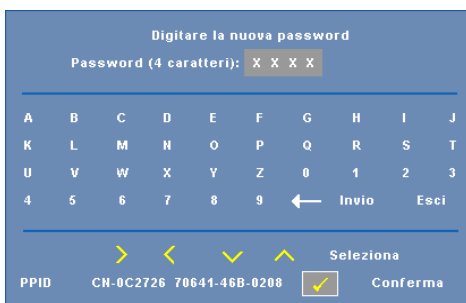 Digitare la nuova password
Password (4 caratteri): X X X X
A B C D E F G H I J
K L M N O P Q R S T
U V W X Y Z 0 1 2 3
4 5 6 7 8 9 Invio Esci
Seleziona
PPID CN-0C2726 70641-46B-0208 Conferma